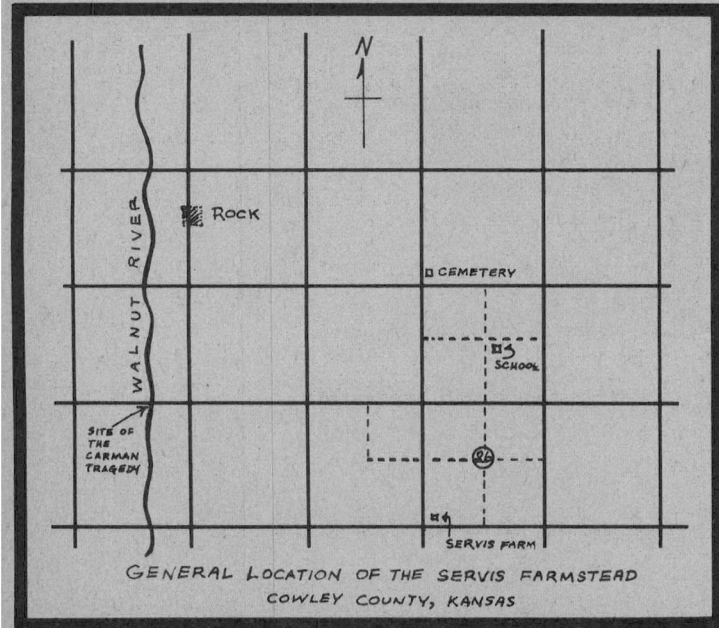 N
ROCK
WALNUT RIVER
CEMETERY
SCHOOL
SITE OF
THE
CARMAN
TRAGEDY
26
SERVIS FARM
GENERAL LOCATION OF THE SERVIS FARMSTEAD
COWLEY COUNTY, KANSAS